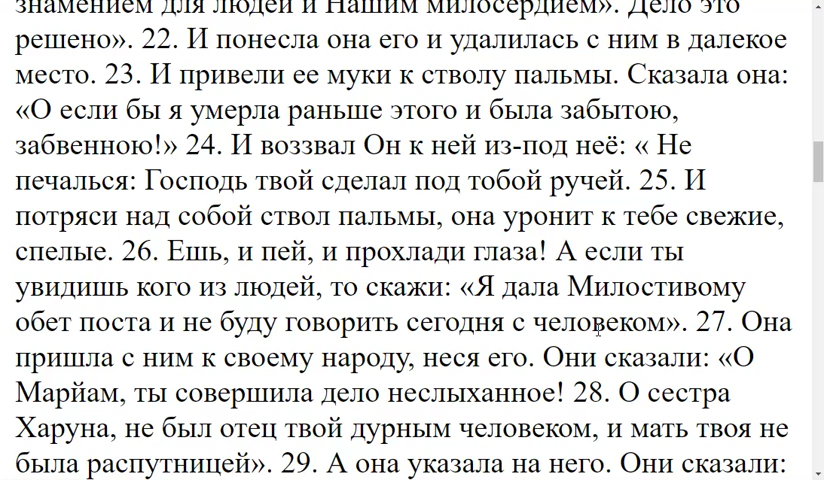 знамением для людей и Нашим милосердием». Дело это
решено». 22. И понесла она его и удалилась с ним в далекое
место. 23. И привели ее муки к стволу пальмы. Сказала она:
«О если бы я умерла раньше этого и была забытою,
забвенною!» 24. И воззвал Он к ней из-под неё: « Не
печалься: Господь твой сделал под тобой ручей. 25. И
потряси над собой ствол пальмы, она уронит к тебе свежие,
спелые. 26. Ешь, и пей, и прохлади глаза! А если ты
увидишь кого из людей, то скажи: «Я дала Милостивому
обет поста и не буду говорить сегодня с человеком». 27. Она
пришла с ним к своему народу, неся его. Они сказали: «О
Марйам, ты совершила дело неслыханное! 28. О сестра
Харуна, не был отец твой дурным человеком, и мать твоя не
была распутницей». 29. А она указала на него. Они сказали: